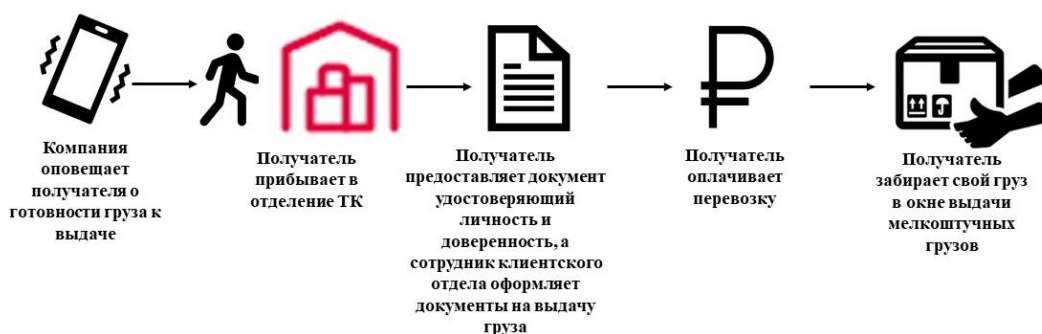 Компания
оповещает
получателя о
готовности груза к
выдаче
Получатель
прибывает в
отделение ТК
Получатель
предоставляет документ
удостоверяющий
личность и
доверенность, а
сотрудник клиентского
отдела оформляет
документы на выдачу
груза
Получатель
оплачивает
перевозку
Получатель
забирает свой груз
в окне выдачи
мелкоштучных
грузов